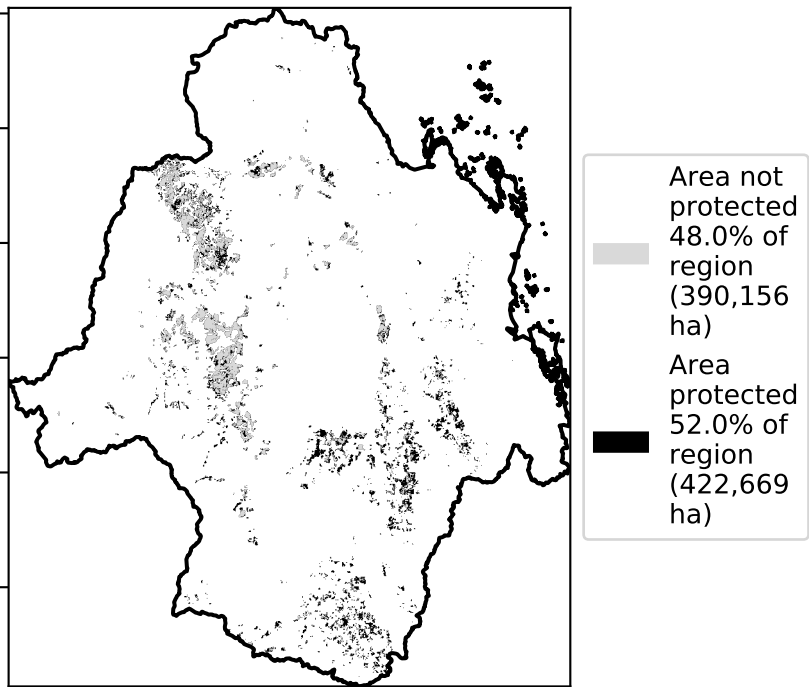 Area not
protected
48.0% of
region
(390,156
ha)
Area
protected
52.0% of
region
(422,669
ha)